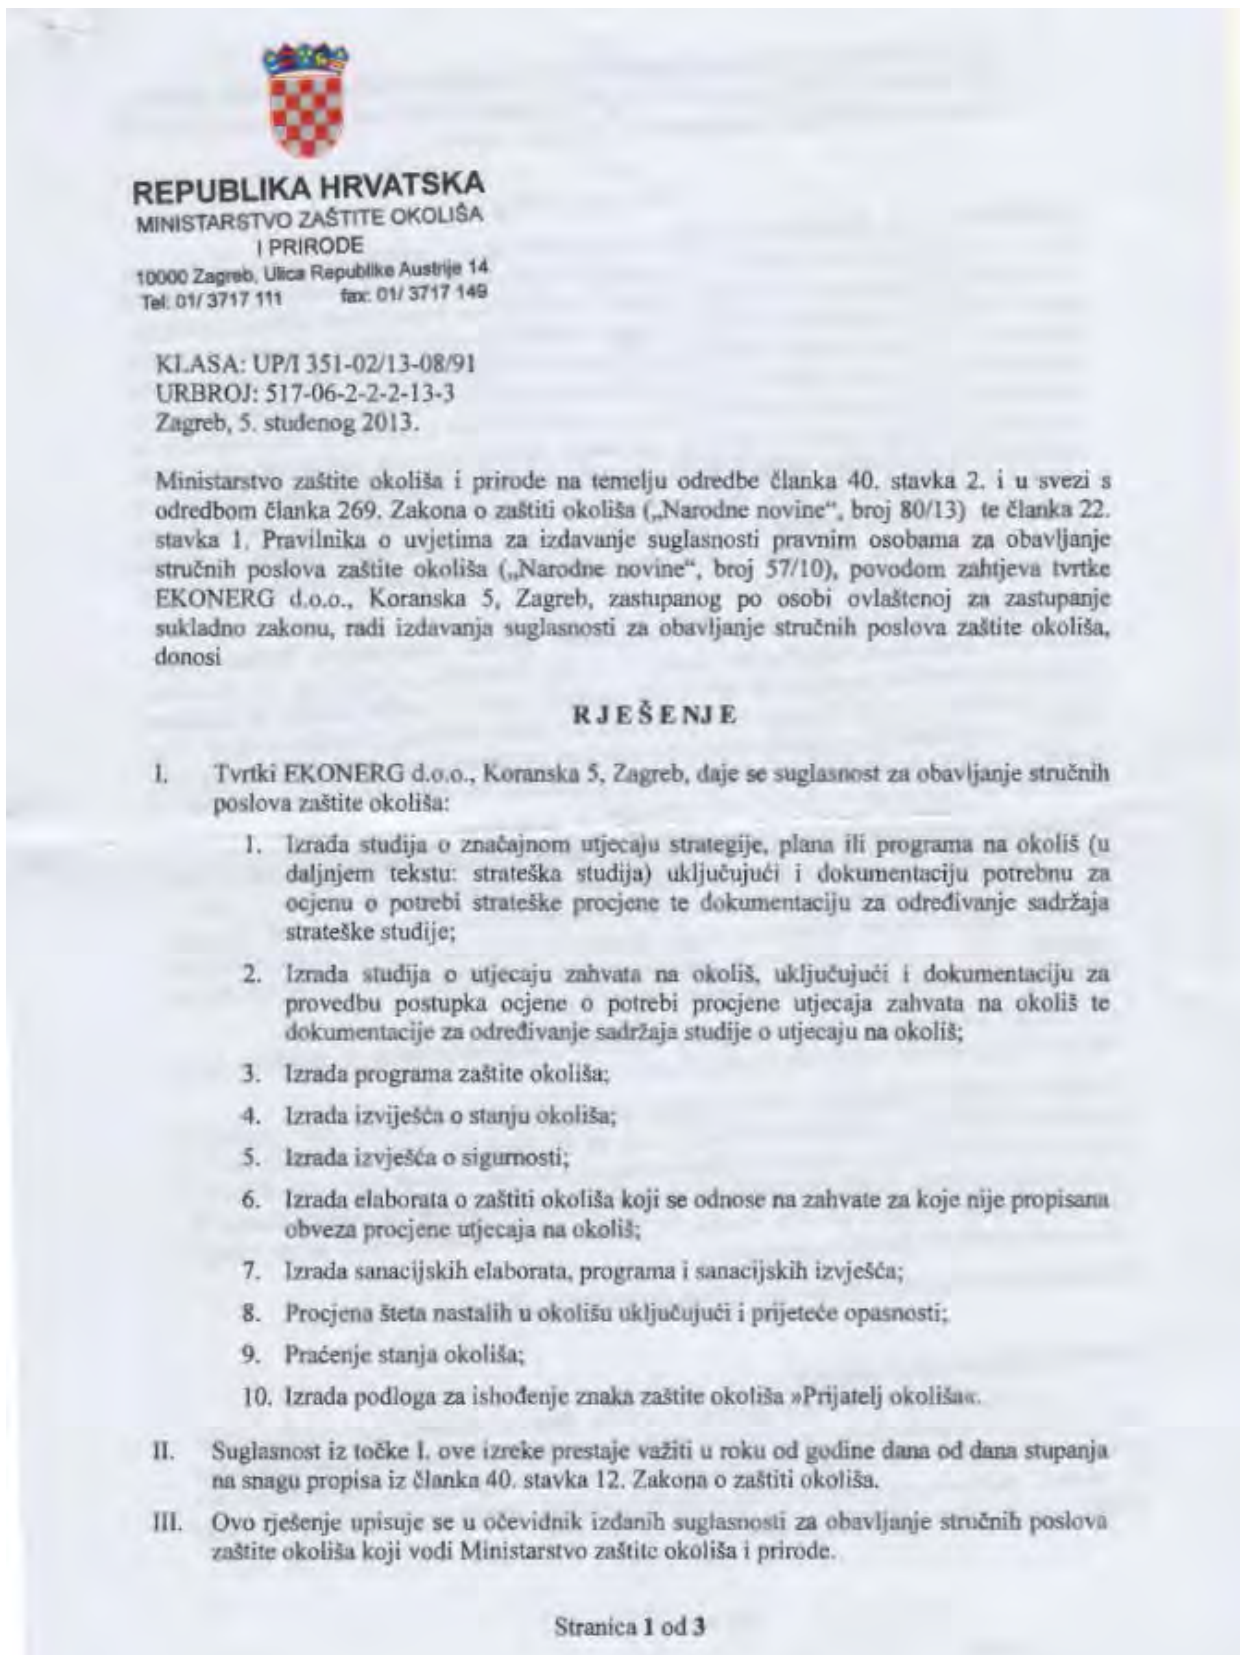 REPUBLIKA HRVATSKA
MINISTARSTVO ZAŠTITE OKOLIŠA
I PRIRODE
10000 Zagreb, Ulica Republike Austrije 14
Tel: 01/ 3717 111 fax: 01/ 3717 149
KLASA: UP/I 351-02/13-08/91
URBROJ: 517-06-2-2-2-13-3
Zagreb, 5. studenog 2013.
Ministarstvo zaštite okoliša i prirode na temelju odredbe članka 40. stavka 2. i u svezi s
odredbom članka 269. Zakona o zaštiti okoliša („Narodne novine“, broj 80/13) te članka 22.
stavka 1. Pravilnika o uvjetima za izdavanje suglasnosti pravnim osobama za obavljanje
stručnih poslova zaštite okoliša („Narodne novine“, broj 57/10), povodom zahtjeva tvrtke
EKONERG d.o.o., Koranska 5, Zagreb, zastupanog po osobi ovlaštenoj za zastupanje
sukladno zakonu, radi izdavanja suglasnosti za obavljanje stručnih poslova zaštite okoliša,
donosi
RJEŠENJE
I. Tvrtki EKONERG d.o.o., Koranska 5, Zagreb, daje se suglasnost za obavljanje stručnih
poslova zaštite okoliša:
1. Izrada studija o značajnom utjecaju strategije, plana ili programa na okoliš (u
daljnjem tekstu: strateška studija) uključujući i dokumentaciju potrebnu za
ocjenu o potrebi strateške procjene te dokumentaciju za određivanje sadržaja
strateške studije;
2. Izrada studija o utjecaju zahvata na okoliš, uključujući i dokumentaciju za
provedbu postupka ocjene o potrebi procjene utjecaja zahvata na okoliš te
dokumentacije za određivanje sadržaja studije o utjecaju na okoliš;
3. Izrada programa zaštite okoliša;
4. Izrada izviješća o stanju okoliša;
5. Izrada izvješća o sigurnosti;
6. Izrada elaborata o zaštiti okoliša koji se odnose na zahvate za koje nije propisana
obveza procjene utjecaja na okoliš;
7. Izrada sanacijskih elaborata, programa i sanacijskih izvješća;
8. Procjena šteta nastalih u okolišu uključujući i prijeteće opasnosti;
9. Praćenje stanja okoliša;
10. Izrada podloga za ishođenje znaka zaštite okoliša »Prijatelj okoliša«.
II. Suglasnost iz točke I. ove izreke prestaje važiti u roku od godine dana od dana stupanja
na snagu propisa iz članka 40. stavka 12. Zakona o zaštiti okoliša.
III. Ovo rješenje upisuje se u očevidnik izdanih suglasnosti za obavljanje stručnih poslova
zaštite okoliša koji vodi Ministarstvo zaštite okoliša i prirode.
Stranica 1 od 3